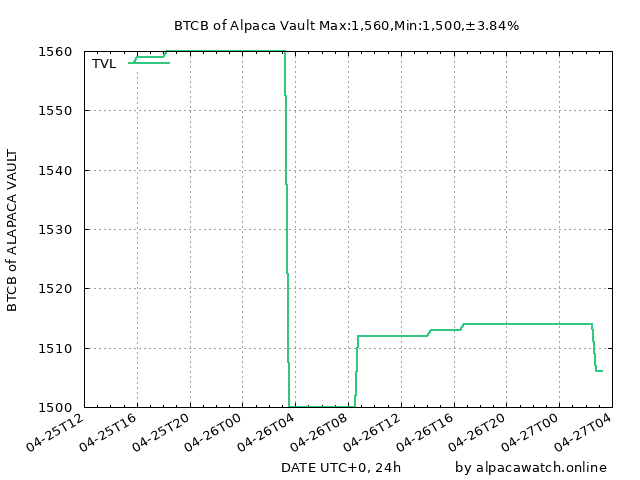 BTCB of Alpaca Vault Max:1,560,Min:1,500,±3.84%
TVL
1560
1550
1540
1530
1520
1510
1500
BTCB of ALAPACA VAULT
04-25T12
04-25T16
04-25T20
04-26T00
04-26T04
04-26T08
04-26T12
04-26T16
04-26T20
04-27T00
04-27T04
DATE UTC+0, 24h
by alpacawatch.online